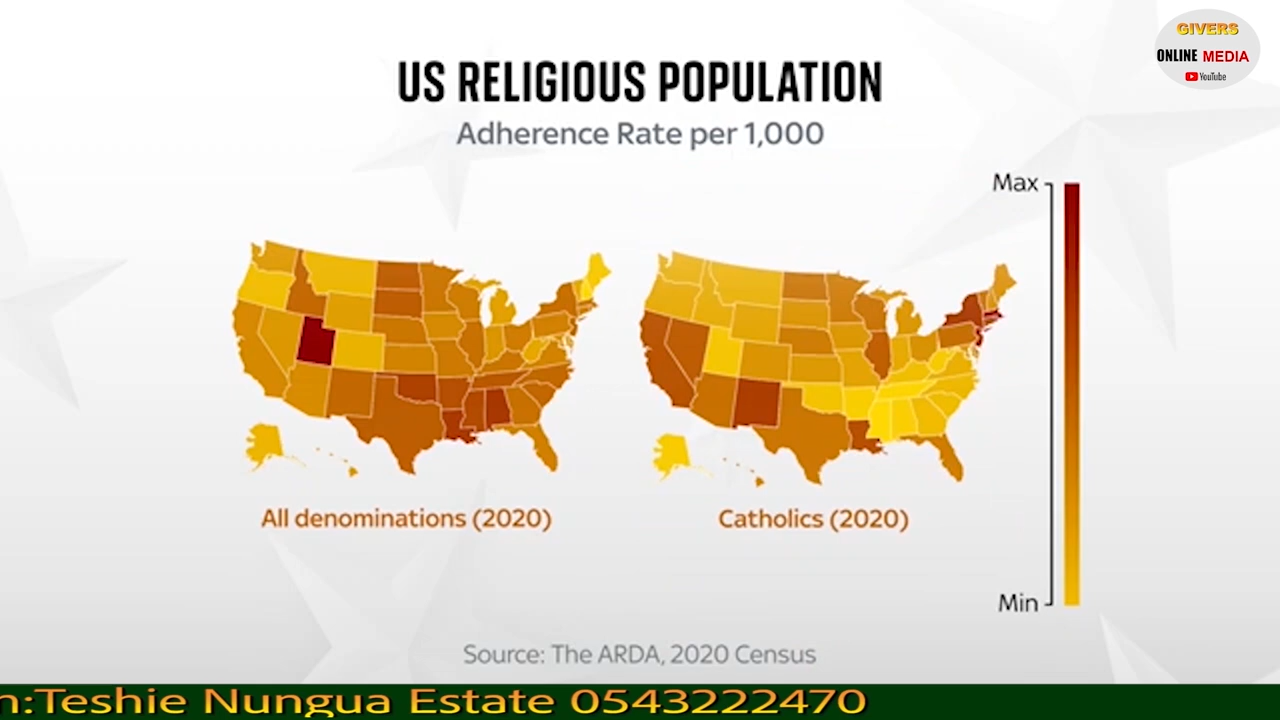 GIVERS
ONLINE MEDIA
YouTube
US RELIGIOUS POPULATION
Adherence Rate per 1,000
Max
Min
All denominations (2020)
Catholics (2020)
Source: The ARDA, 2020 Census
n:Teshie Nungua Estate 0543222470